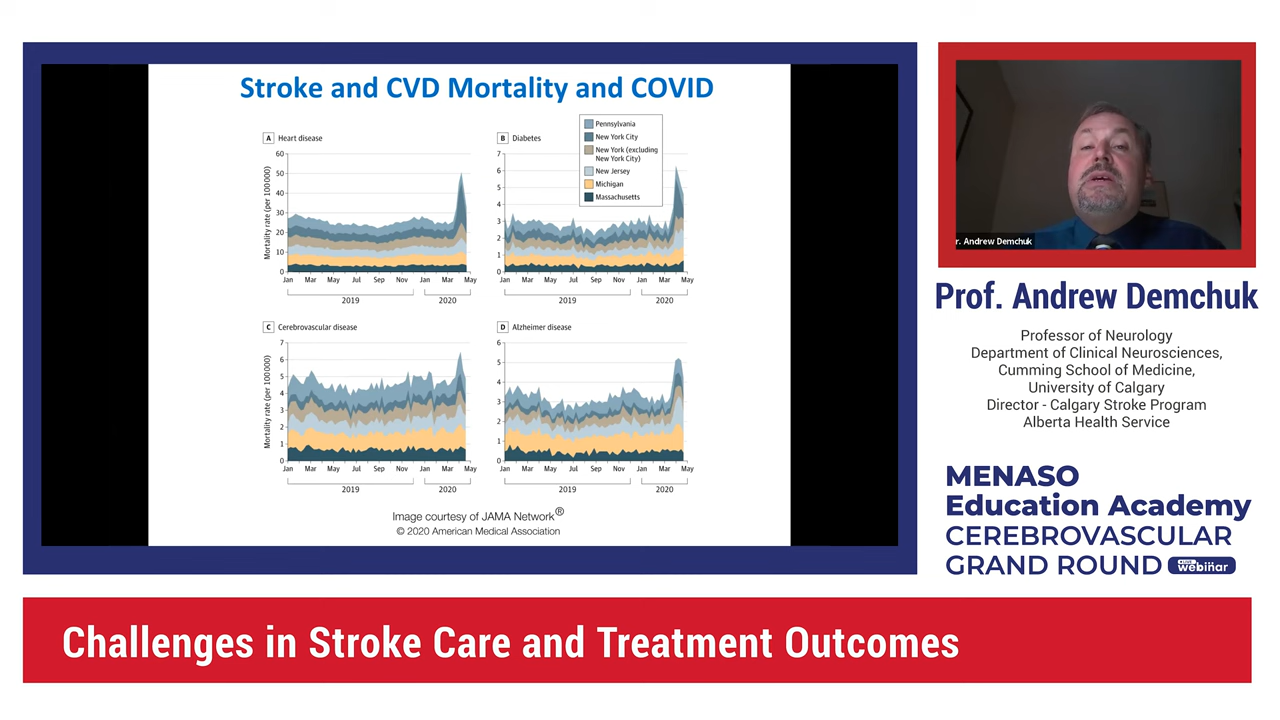 Stroke and CVD Mortality and COVID
A Heart disease
Mortality rate (per 100 000)
60
50
40
30
20
10
0
Jan Mar May Jul Sep Nov Jan Mar May
2019 2020
B Diabetes
7
6
5
4
3
2
1
0
Jan Mar May Jul Sep Nov Jan Mar May
2019 2020
Pennsylvania
New York City
New York (excluding
New York City)
New Jersey
Michigan
Massachusetts
C Cerebrovascular disease
Mortality rate (per 100 000)
7
6
5
4
3
2
1
0
Jan Mar May Jul Sep Nov Jan Mar May
2019 2020
D Alzheimer disease
6
5
4
3
2
1
0
Jan Mar May Jul Sep Nov Jan Mar May
2019 2020
Image courtesy of JAMA Network®
© 2020 American Medical Association
r. Andrew Demchuk
Prof. Andrew Demchuk
Professor of Neurology
Department of Clinical Neurosciences,
Cumming School of Medicine,
University of Calgary
Director - Calgary Stroke Program
Alberta Health Service
MENASO
Education Academy
CEREBROVASCULAR
GRAND ROUND LIVE webinar
Challenges in Stroke Care and Treatment Outcomes